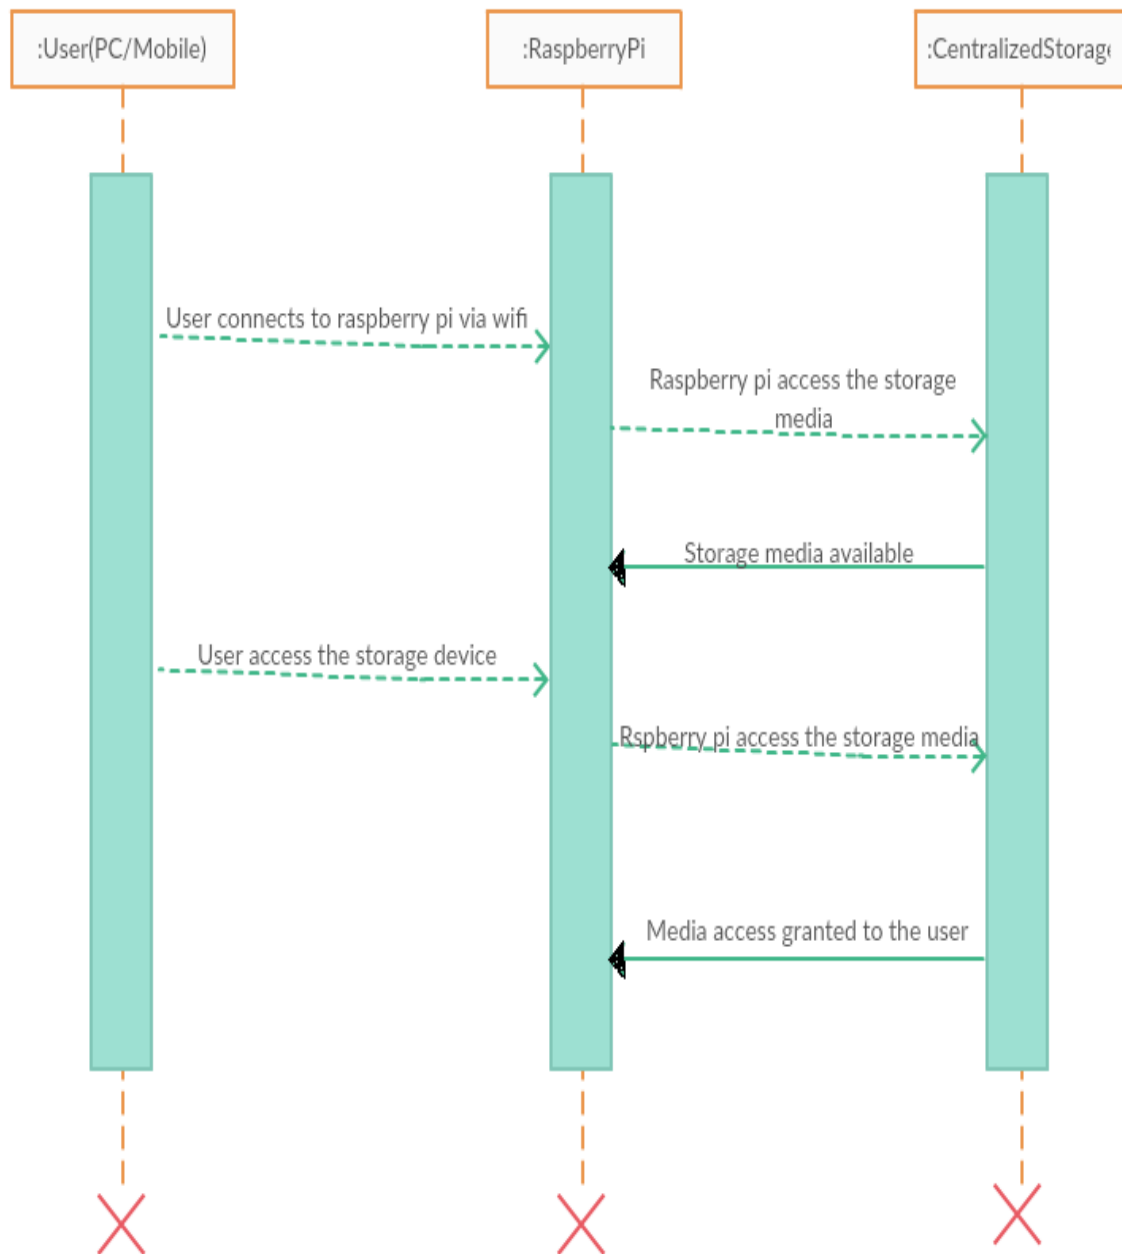 :User(PC/Mobile)
:RaspberryPi
:CentralizedStorage
User connects to raspberry pi via wifi
Raspberry pi access the storage
media
Storage media available
User access the storage device
Rspberry pi access the storage media
Media access granted to the user